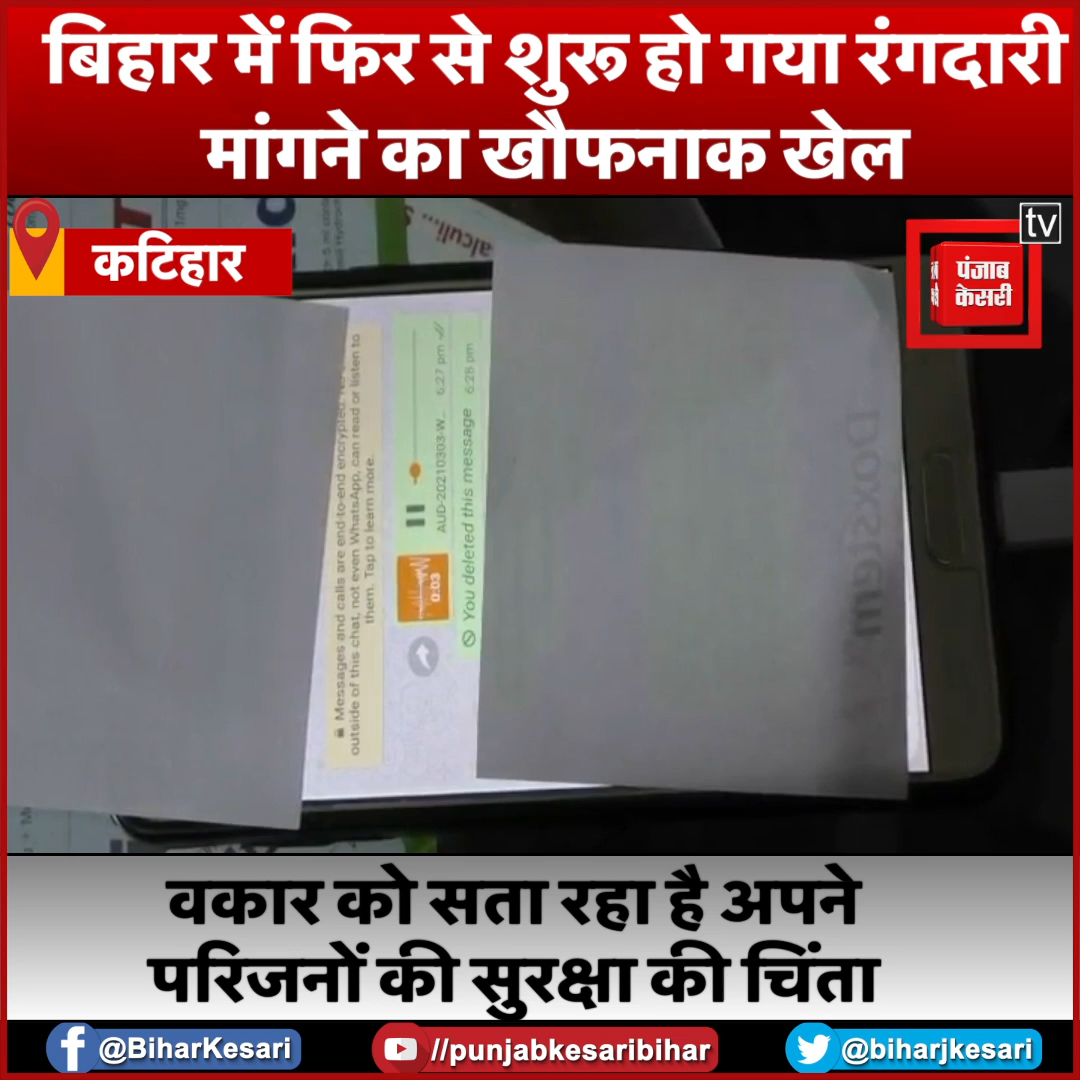 बिहार में फिर से शुरू हो गया रंगदारी
मांगने का खौफनाक खेल
कटिहार
tv
पंजाब
केसरी
Messages and calls are end-to-end encrypted. No
outside of this chat, not even WhatsApp, can read or listen to
them. Tap to learn more.
0:03
AUD-20210303-W... 6:27 pm
You deleted this message 6:28 pm
वकार को सता रहा है अपने
परिजनों की सुरक्षा की चिंता
@BiharKesari
//punjabkesaribihar
@biharjkesari